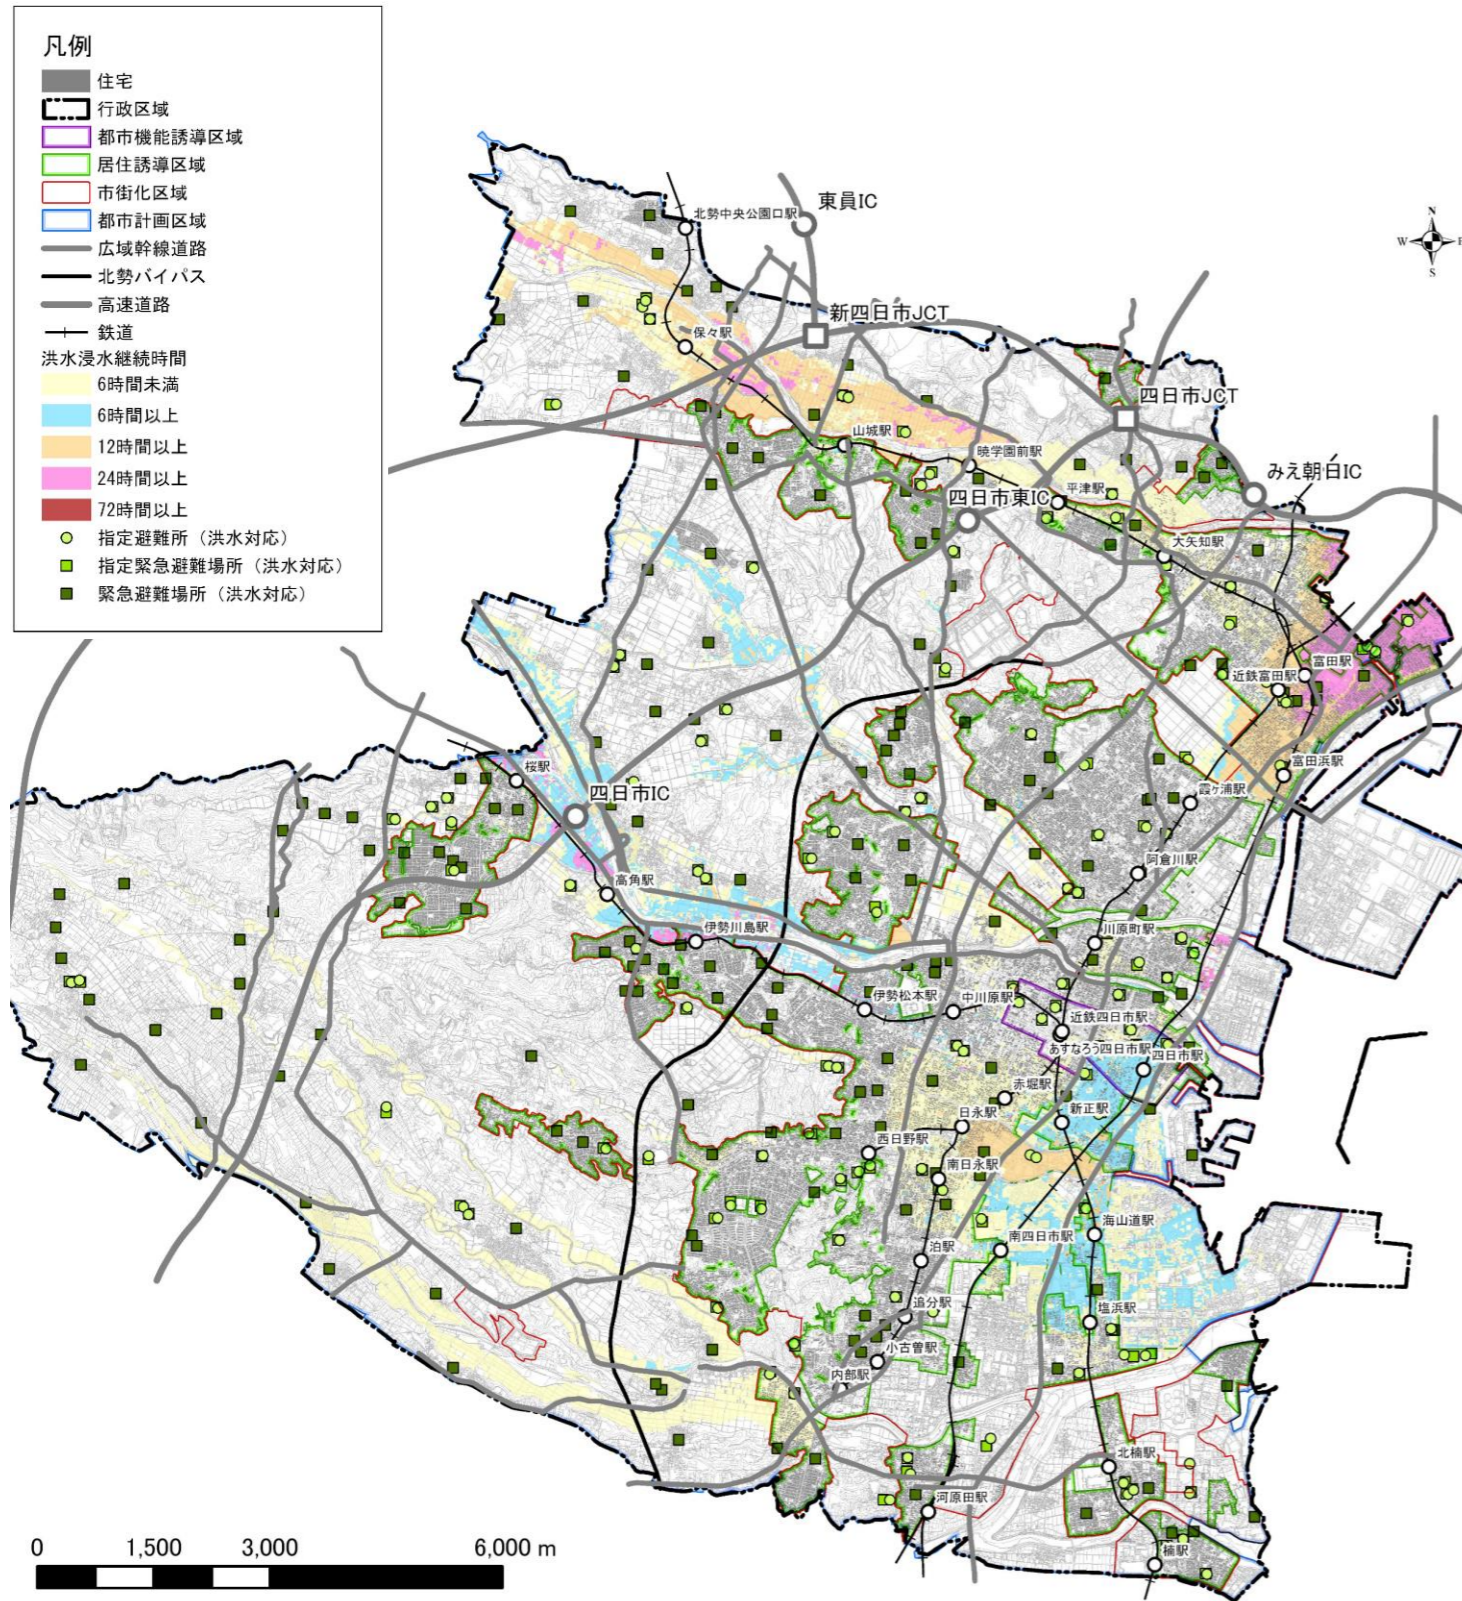 凡例
住宅
行政区域
都市機能誘導区域
居住誘導区域
市街化区域
都市計画区域
広域幹線道路
北勢バイパス
高速道路
鉄道
洪水浸水継続時間
6時間未満
6時間以上
12時間以上
24時間以上
72時間以上
指定避難所（洪水対応）
指定緊急避難場所（洪水対応）
緊急避難場所（洪水対応）
N
W
E
S
北勢中央公園口駅
東員IC
新四日市JCT
保々駅
四日市JCT
山城駅
暁学園前駅
みえ朝日IC
平津駅
四日市東IC
大矢知駅
富田駅
近鉄富田駅
富田浜駅
桜駅
四日市IC
霞ヶ浦駅
阿倉川駅
高角駅
伊勢川島駅
川原町駅
伊勢松本駅
中川原駅
近鉄四日市駅
あすなろう四日市駅
四日市駅
赤堀駅
新正駅
日永駅
西日野駅
南日永駅
海山道駅
南四日市駅
泊駅
塩浜駅
追分駅
小古曽駅
内部駅
北楠駅
河原田駅
楠駅
0 1,500 3,000 6,000 m